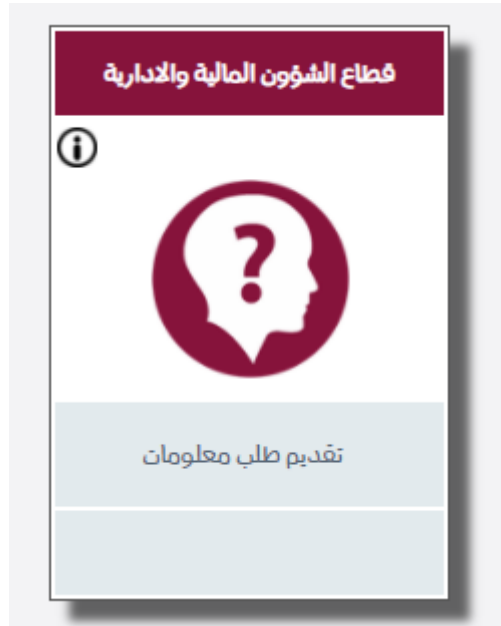 قطاع الشؤون المالية والادارية
?
تقديم طلب معلومات